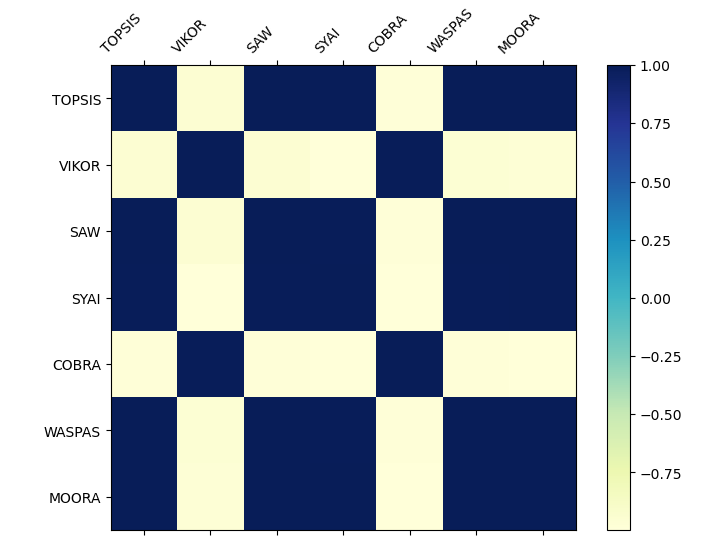 TOPSIS VIKOR SAW SYAI COBRA WASPAS MOORA
TOPSIS
VIKOR
SAW
SYAI
COBRA
WASPAS
MOORA
1.00
0.75
0.50
0.25
0.00
−0.25
−0.50
−0.75